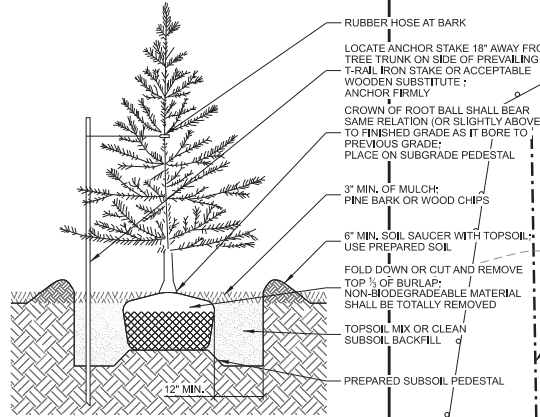 RUBBER HOSE AT BARK
LOCATE ANCHOR STAKE 18" AWAY
TREE TRUNK ON SIDE OF PREVAILING
T-RAIL IRON STAKE OR ACCEPTABLE
WOODEN SUBSTITUTE;
ANCHOR FIRMLY
CROWN OF ROOT BALL SHALL BEAR
SAME RELATION (OR SLIGHTLY ABOVE
TO FINISHED GRADE AS IT BORE TO
PREVIOUS GRADE;
PLACE ON SUBGRADE PEDESTAL
3" MIN. OF MULCH;
PINE BARK OR WOOD CHIPS
6" MIN. SOIL SAUCER WITH TOPSOIL;
USE PREPARED SOIL
FOLD DOWN OR CUT AND REMOVE
TOP ⅓ OF BURLAP;
NON-BIODEGRADEABLE MATERIAL
SHALL BE TOTALLY REMOVED
TOPSOIL MIX OR CLEAN
SUBSOIL BACKFILL
PREPARED SUBSOIL PEDESTAL
12" MIN.